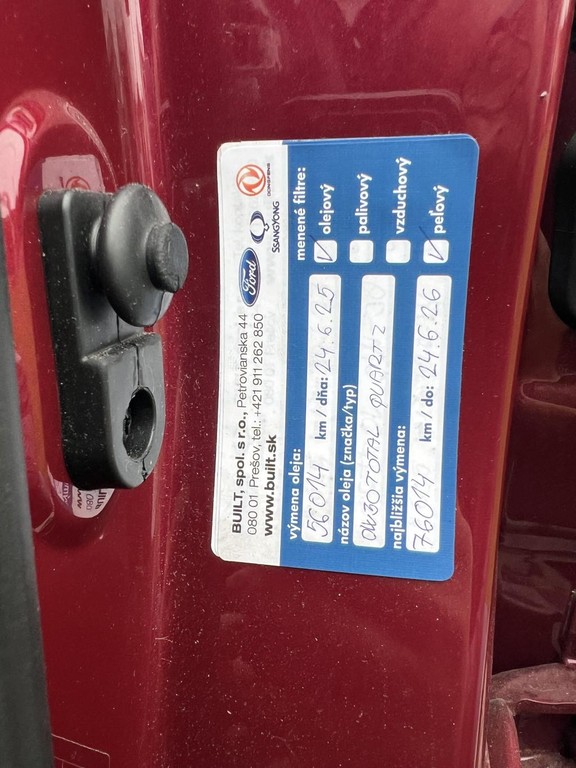 BUILT, spol. s r.o., Petrovianska 44
080 01 Prešov, tel.: +421 911 262 850
www.built.sk
Ford
SSANGYONG
DONGFENG
výmena oleja:
56014 km / dňa: 24.6.25
názov oleja (značka/typ)
0W30 TOTAL QUARTZ
najbližšia výmena:
76014 km / do: 24.6.26
menené filtre:
olejový
palivový
vzduchový
peľový